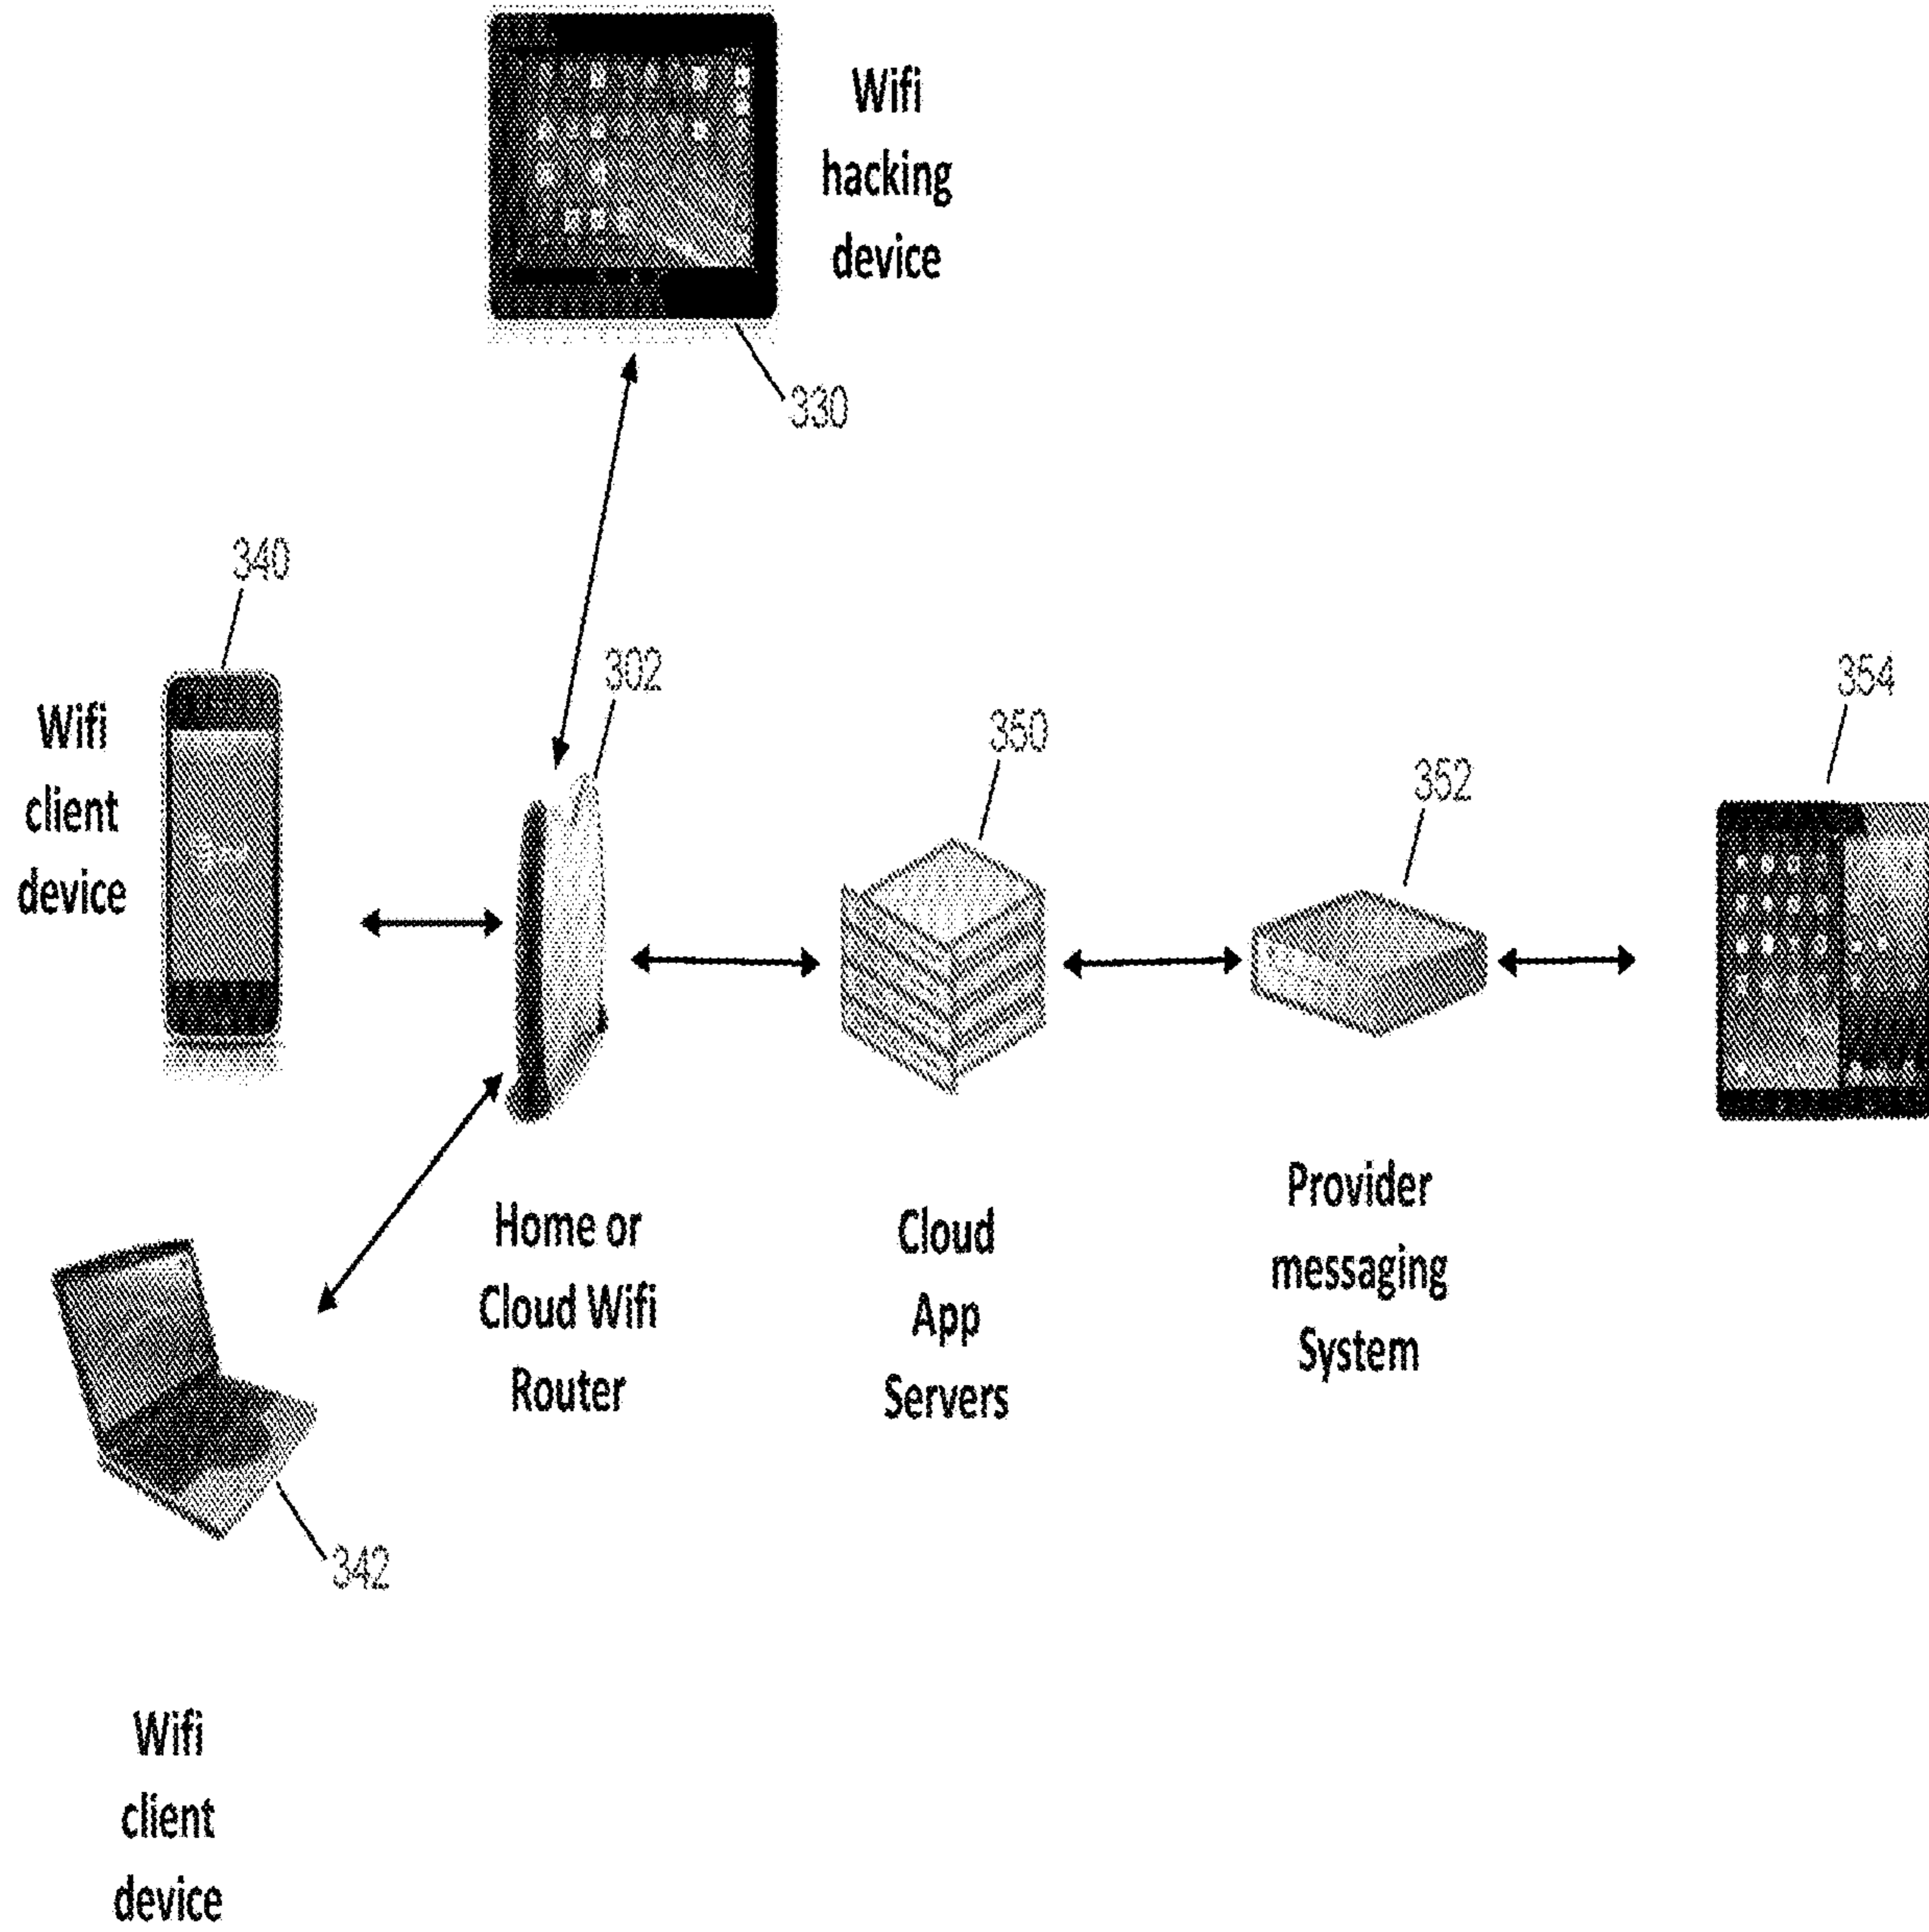 Wifi
hacking
device
330
340
302
350
352
354
Wifi
client
device
Home or
Cloud Wifi
Router
Cloud
App
Servers
Provider
messaging
System
342
Wifi
client
device